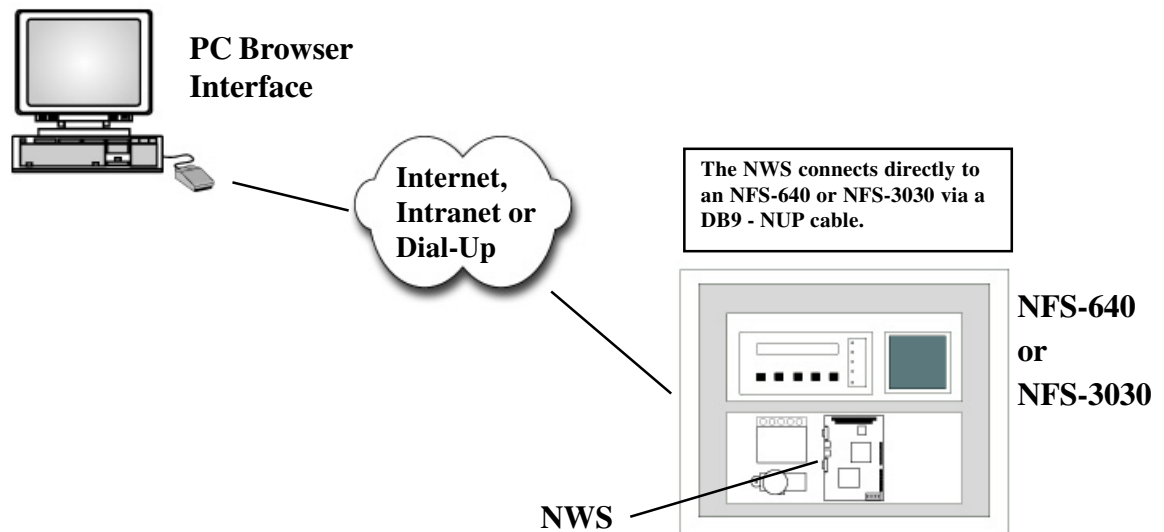 PC Browser
Interface
Internet,
Intranet or
Dial-Up
The NWS connects directly to
an NFS-640 or NFS-3030 via a
DB9 - NUP cable.
NFS-640
or
NFS-3030
NWS